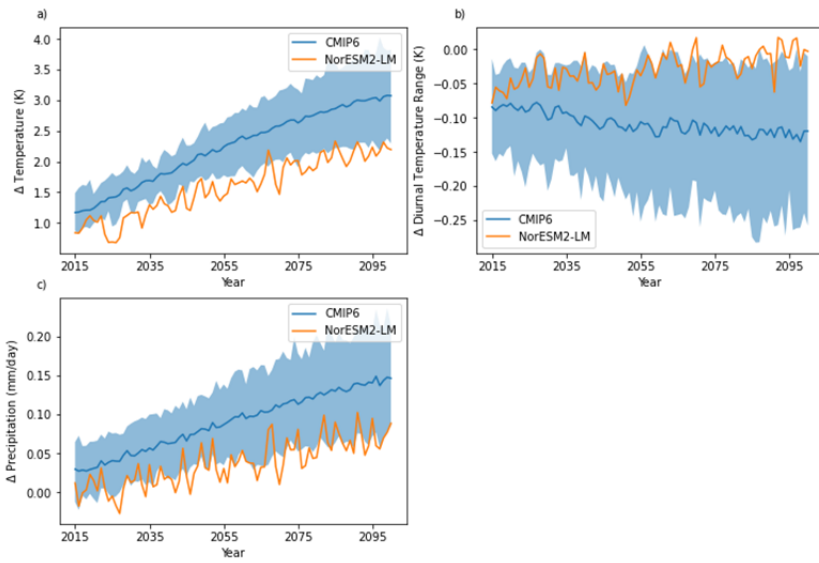 a)
Δ Temperature (K)
4.0
3.5
3.0
2.5
2.0
1.5
1.0
CMIP6
NorESM2-LM
2015 2035 2055 2075 2095
Year
b)
Δ Diurnal Temperature Range (K)
0.00
−0.05
−0.10
−0.15
−0.20
−0.25
CMIP6
NorESM2-LM
2015 2035 2055 2075 2095
Year
c)
Δ Precipitation (mm/day)
0.20
0.15
0.10
0.05
0.00
CMIP6
NorESM2-LM
2015 2035 2055 2075 2095
Year